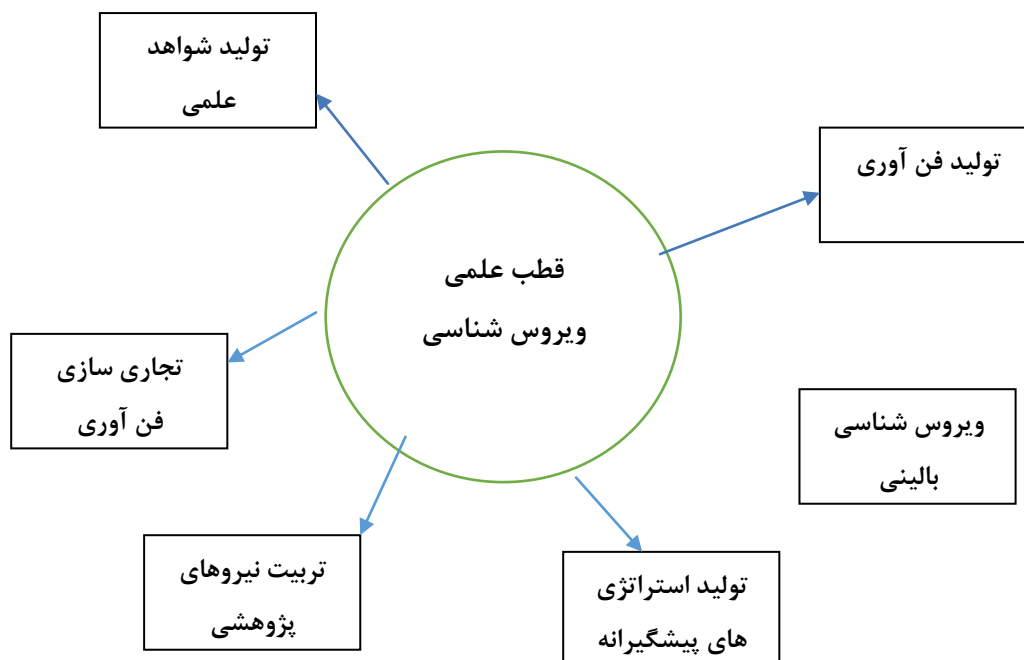 تولید شواهد
علمی
تولید فن آوری
قطب علمی
ویروس شناسی
تجاری سازی
فن آوری
ویروس شناسی
بالینی
تربیت نیروهای
پژوهشی
تولید استراتژی
های پیشگیرانه